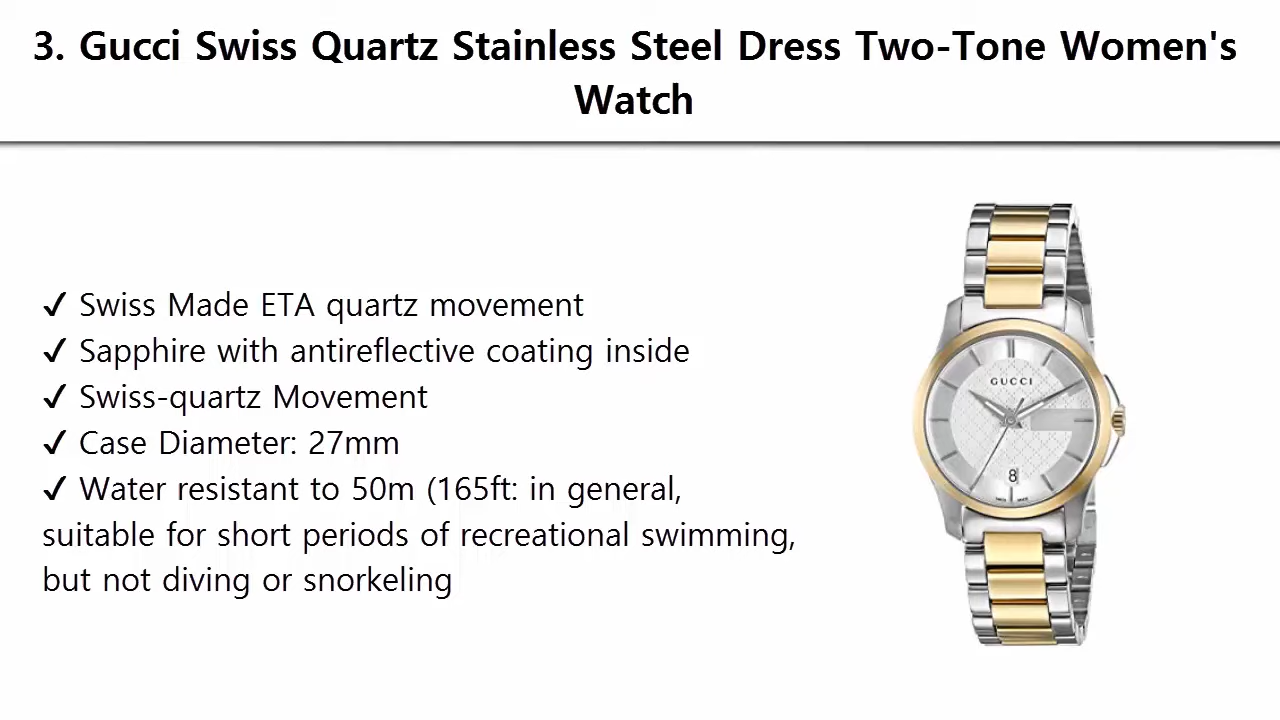 3. Gucci Swiss Quartz Stainless Steel Dress Two-Tone Women's
Watch
✔ Swiss Made ETA quartz movement
✔ Sapphire with antireflective coating inside
✔ Swiss-quartz Movement
✔ Case Diameter: 27mm
✔ Water resistant to 50m (165ft: in general,
suitable for short periods of recreational swimming,
but not diving or snorkeling
GUCCI
8